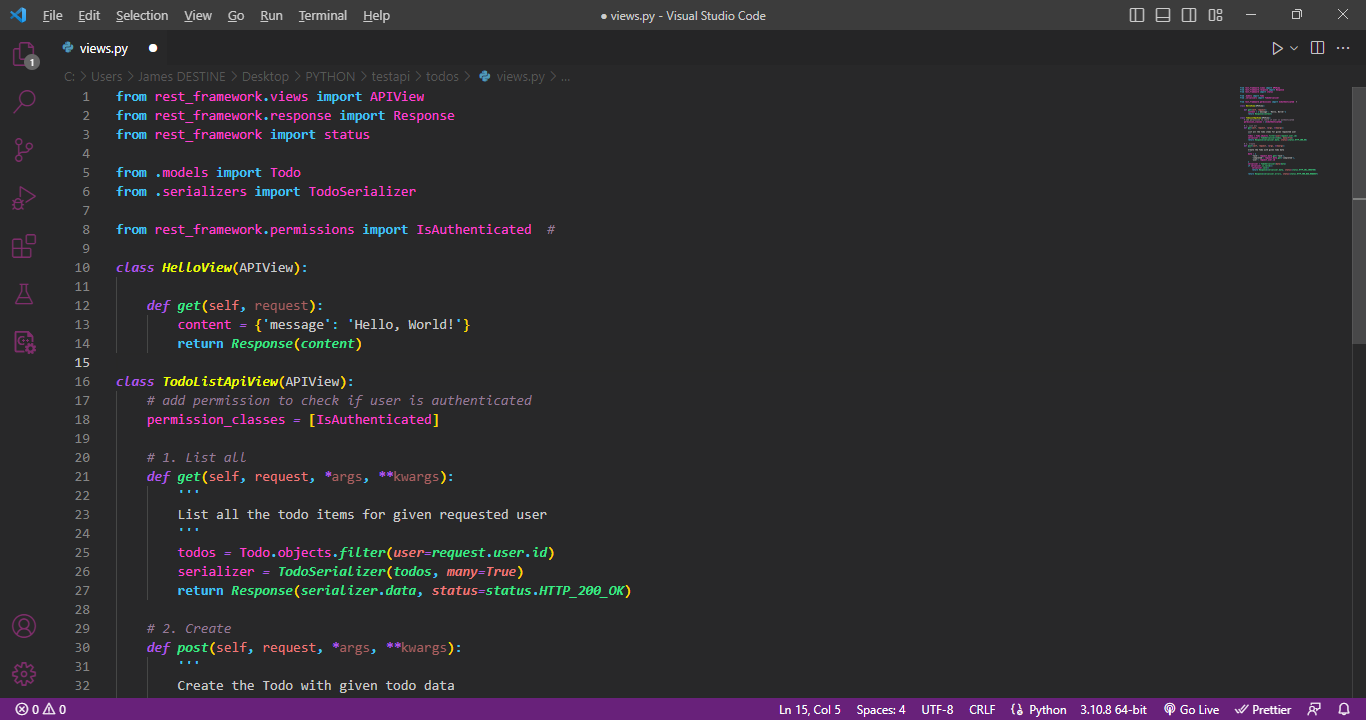 File Edit Selection View Go Run Terminal Help ● views.py - Visual Studio Code
views.py ●
1
C: > Users > James DESTINE > Desktop > PYTHON > testapi > todos > views.py > ...
1 from rest_framework.views import APIView
2 from rest_framework.response import Response
3 from rest_framework import status
4
5 from .models import Todo
6 from .serializers import TodoSerializer
7
8 from rest_framework.permissions import IsAuthenticated  #
9
10 class HelloView(APIView):
11
12     def get(self, request):
13         content = {'message': 'Hello, World!'}
14         return Response(content)
15
16 class TodoListApiView(APIView):
17     # add permission to check if user is authenticated
18     permission_classes = [IsAuthenticated]
19
20     # 1. List all
21     def get(self, request, *args, **kwargs):
22         '''
23         List all the todo items for given requested user
24         '''
25         todos = Todo.objects.filter(user=request.user.id)
26         serializer = TodoSerializer(todos, many=True)
27         return Response(serializer.data, status=status.HTTP_200_OK)
28
29     # 2. Create
30     def post(self, request, *args, **kwargs):
31         '''
32         Create the Todo with given todo data
0 0 Ln 15, Col 5 Spaces: 4 UTF-8 CRLF Python 3.10.8 64-bit Go Live Prettier